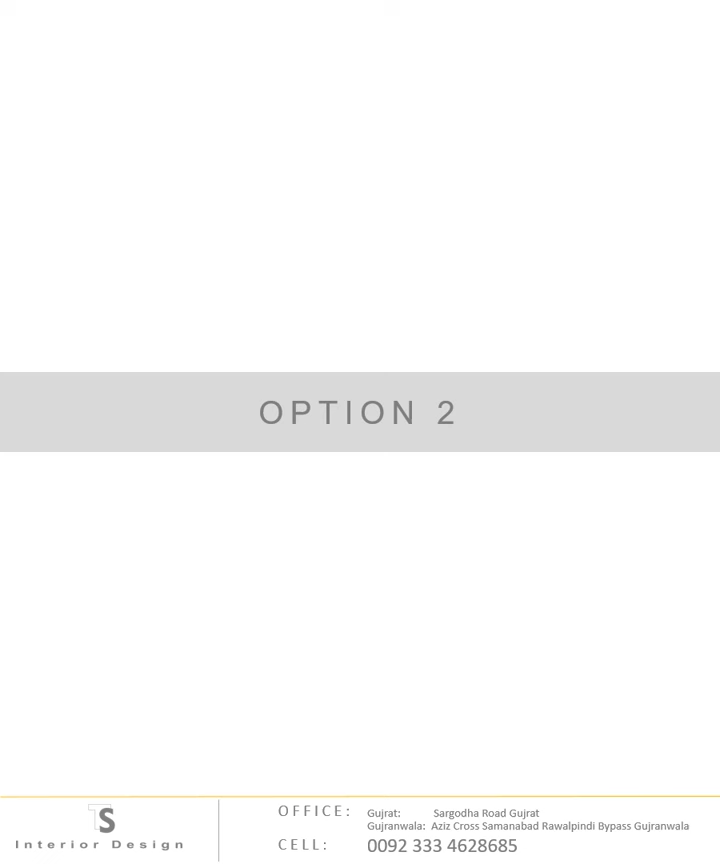 OPTION 2
TS
Interior Design
OFFICE:
Gujrat: Sargodha Road Gujrat
Gujranwala: Aziz Cross Samanabad Rawalpindi Bypass Gujranwala
CELL: 0092 333 4628685